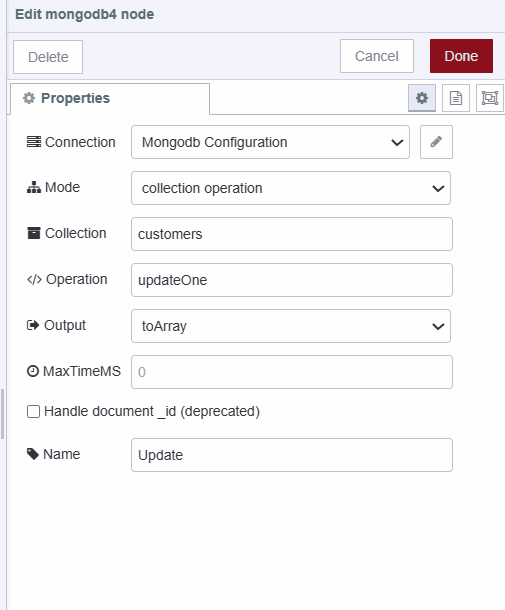 Edit mongodb4 node
Delete
Cancel
Done
Properties
Connection
Mongodb Configuration
Mode
collection operation
Collection
customers
Operation
updateOne
Output
toArray
MaxTimeMS
0
Handle document _id (deprecated)
Name
Update